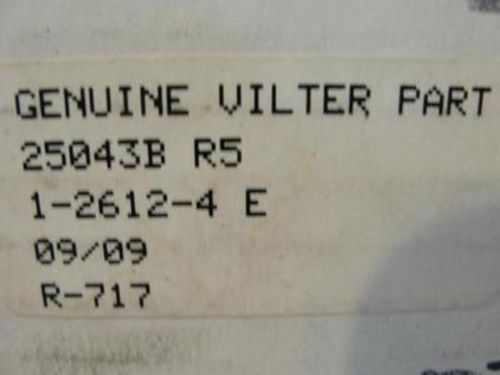 GENUINE VILTER PART
25043B R5
1-2612-4 E
09/09
R-717